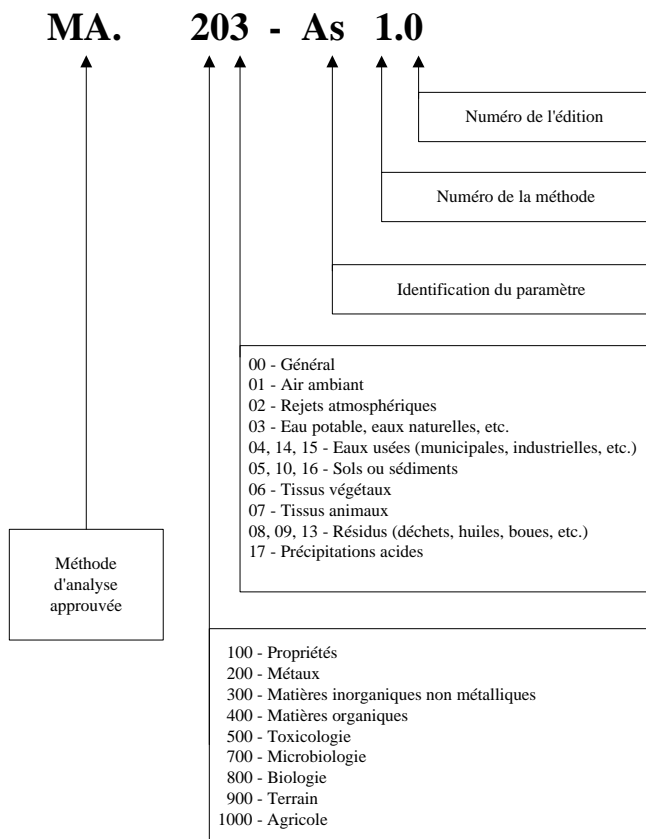 MA. 203 - As 1.0
Numéro de l'édition
Numéro de la méthode
Identification du paramètre
00 - Général
01 - Air ambiant
02 - Rejets atmosphériques
03 - Eau potable, eaux naturelles, etc.
04, 14, 15 - Eaux usées (municipales, industrielles, etc.)
05, 10, 16 - Sols ou sédiments
06 - Tissus végétaux
07 - Tissus animaux
08, 09, 13 - Résidus (déchets, huiles, boues, etc.)
17 - Précipitations acides
Méthode
d'analyse
approuvée
100 - Propriétés
200 - Métaux
300 - Matières inorganiques non métalliques
400 - Matières organiques
500 - Toxicologie
700 - Microbiologie
800 - Biologie
900 - Terrain
1000 - Agricole